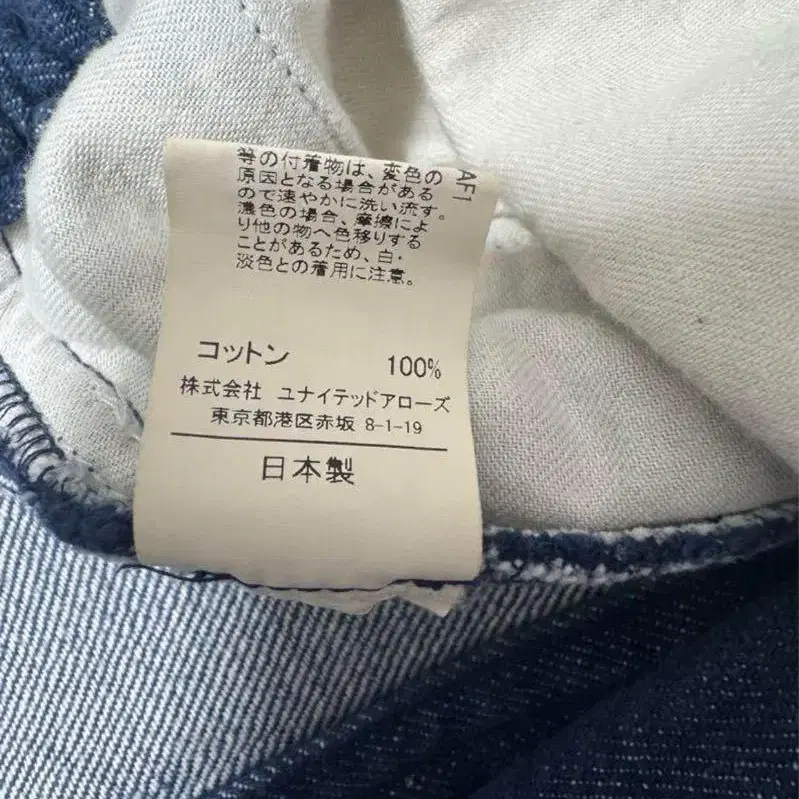 等の付着物は、変色の
原因となる場合がある
ので速やかに洗い流す。
濃色の場合、摩擦によ
り他の物へ色移りする
ことがあるため、白・
淡色との着用に注意。
AF1
コットン 100%
株式会社 ユナイテッドアローズ
東京都港区赤坂 8-1-19
日本製